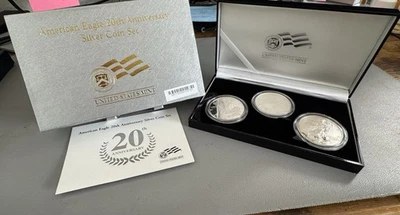 American Eagle 20th Anniversary
Silver Coin Set
UNITED STATES MINT
American Eagle 20th Anniversary Silver Coin Set
20TH
ANNIVERSARY